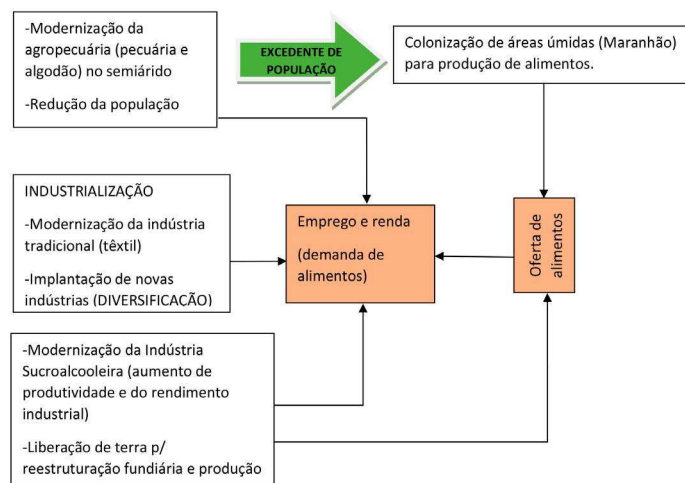 -Modernização da
agropecuária (pecuária e
algodão) no semiárido
-Redução da população
EXCEDENTE DE
POPULAÇÃO
Colonização de áreas úmidas (Maranhão)
para produção de alimentos.
INDUSTRIALIZAÇÃO
-Modernização da indústria
tradicional (têxtil)
-Implantação de novas
indústrias (DIVERSIFICAÇÃO)
Emprego e renda
(demanda de
alimentos)
Oferta de
alimentos
-Modernização da Indústria
Sucroalcooleira (aumento de
produtividade e do rendimento
industrial)
-Liberação de terra p/
reestruturação fundiária e produção